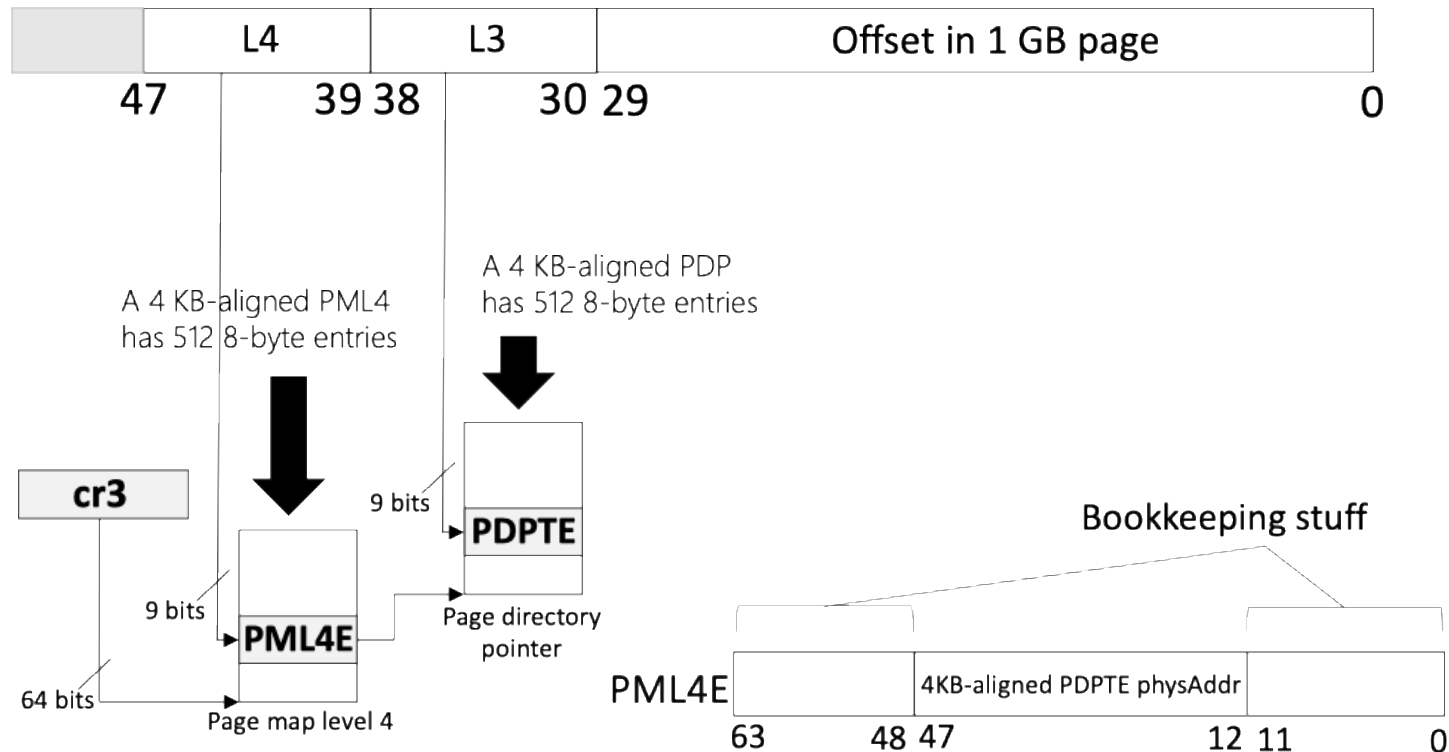 L4 L3 Offset in 1 GB page
47 39 38 30 29 0
A 4 KB-aligned PDP
has 512 8-byte entries
A 4 KB-aligned PML4
has 512 8-byte entries
cr3
9 bits
PDPTE
Bookkeeping stuff
9 bits
Page directory
pointer
PML4E
64 bits
Page map level 4
PML4E 4KB-aligned PDPTE physAddr
63 48 47 12 11 0